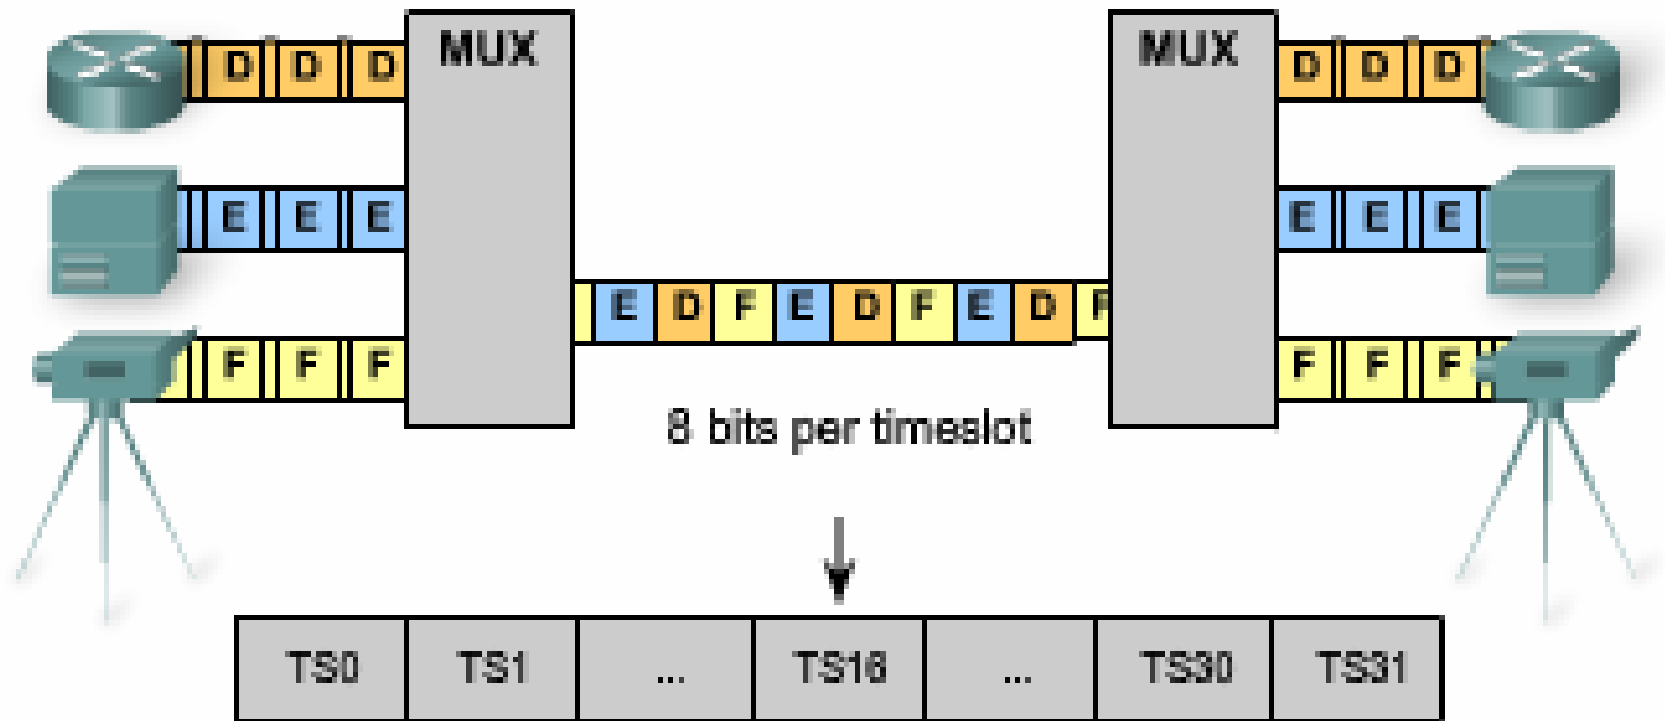 MUX MUX
D D D D D D
E E E E E E
E D F E D F E D F
F F F F F F
8 bits per timeslot
TS0 TS1 ... TS16 ... TS30 TS31